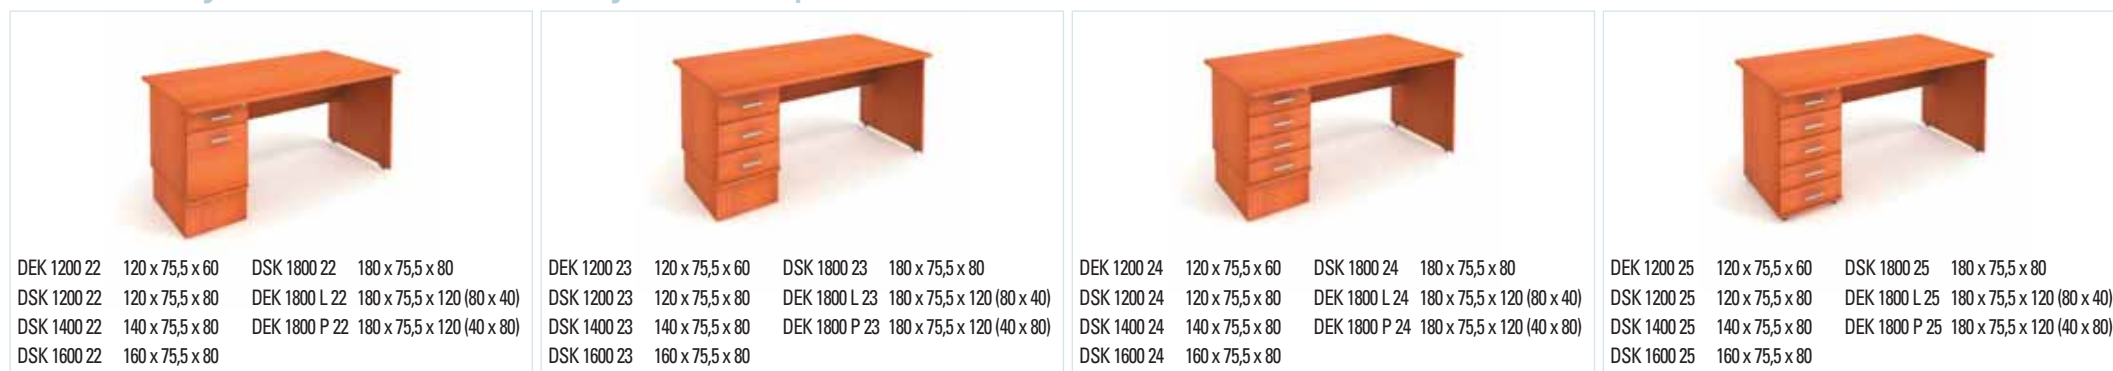 DEK 1200 22 120 x 75,5 x 60 DSK 1800 22 180 x 75,5 x 80
DSK 1200 22 120 x 75,5 x 80 DEK 1800 L 22 180 x 75,5 x 120 (80 x 40)
DSK 1400 22 140 x 75,5 x 80 DEK 1800 P 22 180 x 75,5 x 120 (40 x 80)
DSK 1600 22 160 x 75,5 x 80
DEK 1200 23 120 x 75,5 x 60 DSK 1800 23 180 x 75,5 x 80
DSK 1200 23 120 x 75,5 x 80 DEK 1800 L 23 180 x 75,5 x 120 (80 x 40)
DSK 1400 23 140 x 75,5 x 80 DEK 1800 P 23 180 x 75,5 x 120 (40 x 80)
DSK 1600 23 160 x 75,5 x 80
DEK 1200 24 120 x 75,5 x 60 DSK 1800 24 180 x 75,5 x 80
DSK 1200 24 120 x 75,5 x 80 DEK 1800 L 24 180 x 75,5 x 120 (80 x 40)
DSK 1400 24 140 x 75,5 x 80 DEK 1800 P 24 180 x 75,5 x 120 (40 x 80)
DSK 1600 24 160 x 75,5 x 80
DEK 1200 25 120 x 75,5 x 60 DSK 1800 25 180 x 75,5 x 80
DSK 1200 25 120 x 75,5 x 80 DEK 1800 L 25 180 x 75,5 x 120 (80 x 40)
DSK 1400 25 140 x 75,5 x 80 DEK 1800 P 25 180 x 75,5 x 120 (40 x 80)
DSK 1600 25 160 x 75,5 x 80